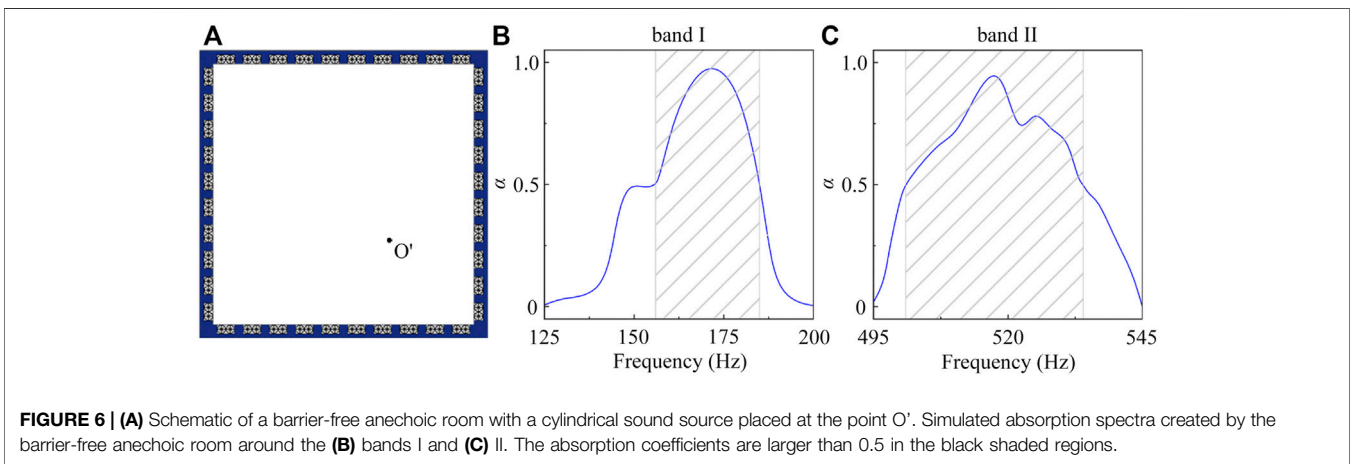 A
B
band I
C
band II
O'
1.0
0.5
0
α
125
150
175
200
Frequency (Hz)
1.0
0.5
0
α
495
520
545
Frequency (Hz)
FIGURE 6 | (A) Schematic of a barrier-free anechoic room with a cylindrical sound source placed at the point O’. Simulated absorption spectra created by the
barrier-free anechoic room around the (B) bands I and (C) II. The absorption coefficients are larger than 0.5 in the black shaded regions.